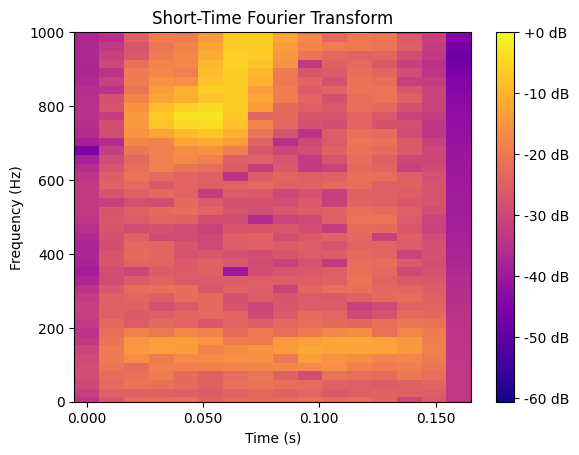 Short-Time Fourier Transform
1000
800
600
400
200
0
Frequency (Hz)
0.000
0.050
0.100
0.150
Time (s)
+0 dB
-10 dB
-20 dB
-30 dB
-40 dB
-50 dB
-60 dB